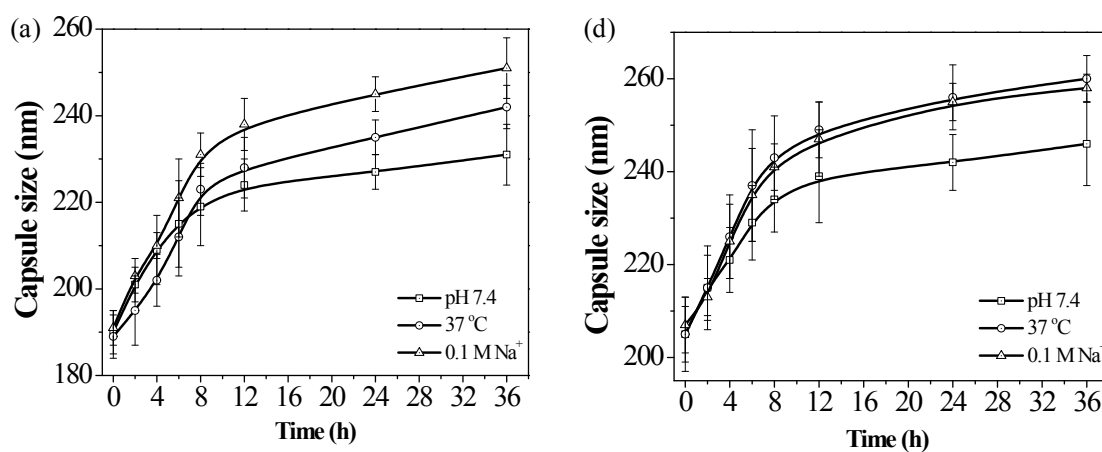 (a)
Capsule size (nm)
260
240
220
200
180
pH 7.4
37 °C
0.1 M Na⁺
0 4 8 12 16 20 24 28 32 36
Time (h)
(d)
Capsule size (nm)
260
240
220
200
pH 7.4
37 °C
0.1 M Na
0 4 8 12 16 20 24 28 32 36
Time (h)